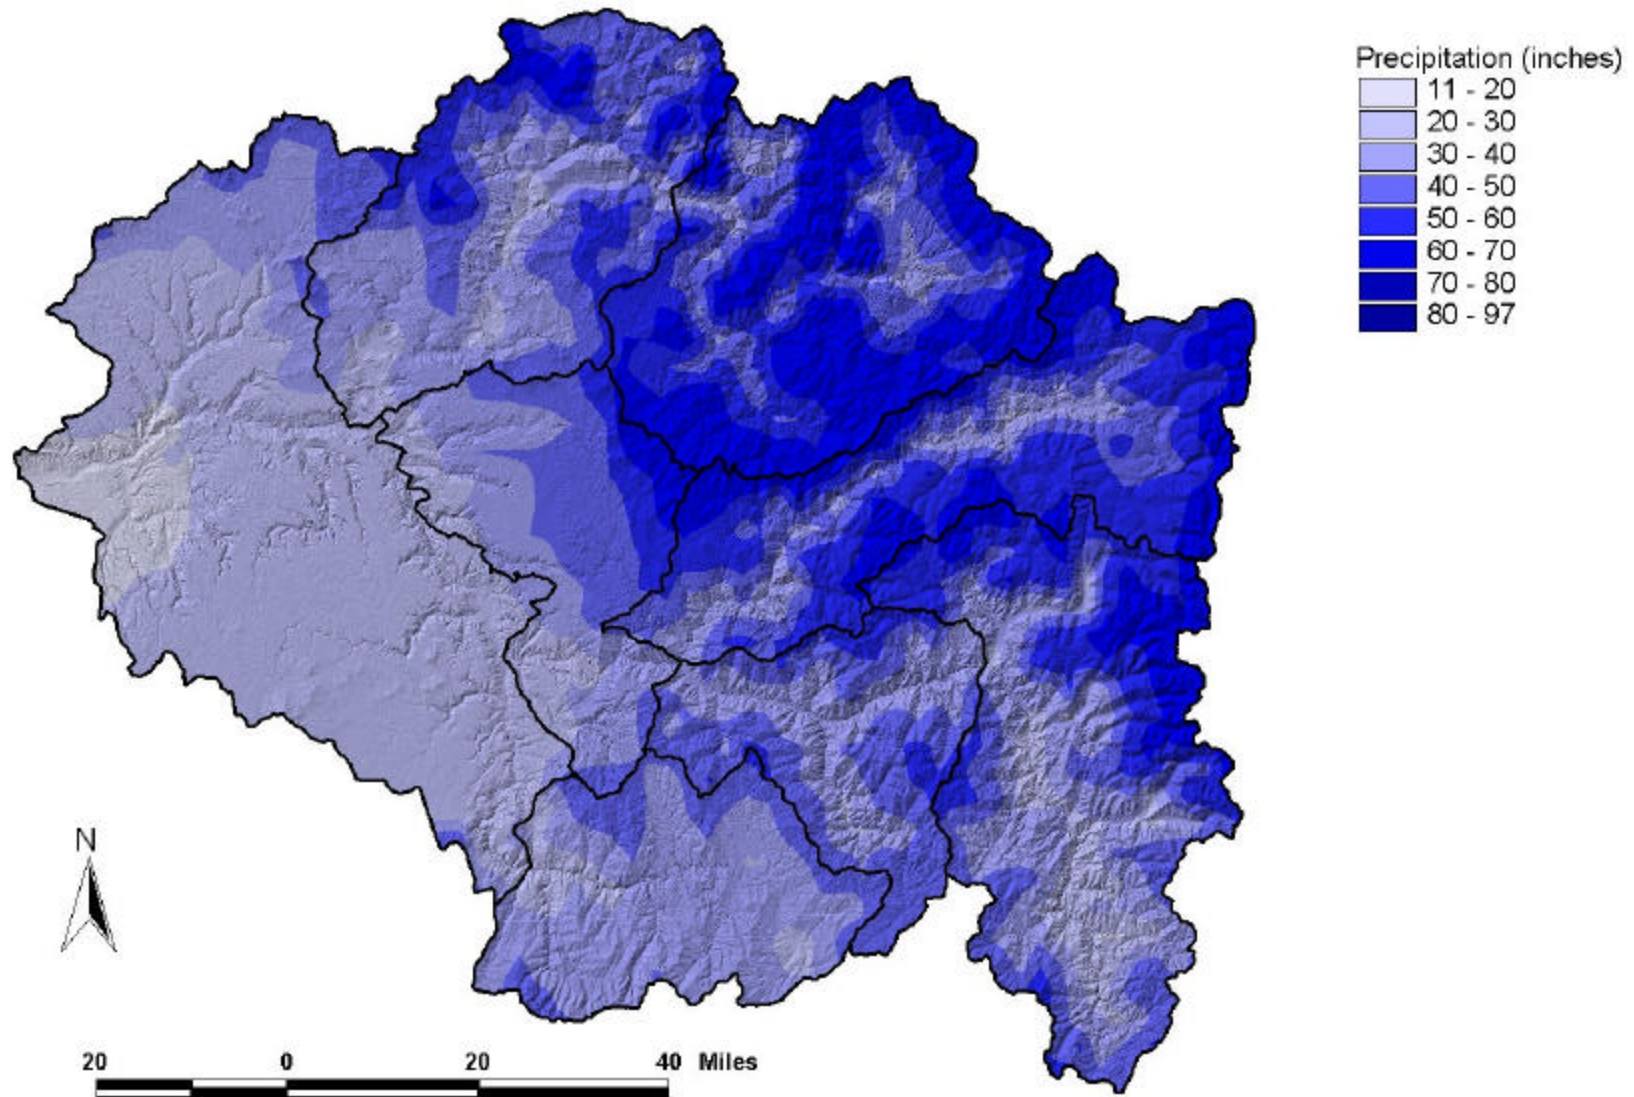 Precipitation (inches)
11 - 20
20 - 30
30 - 40
40 - 50
50 - 60
60 - 70
70 - 80
80 - 97
N
20 0 20 40 Miles